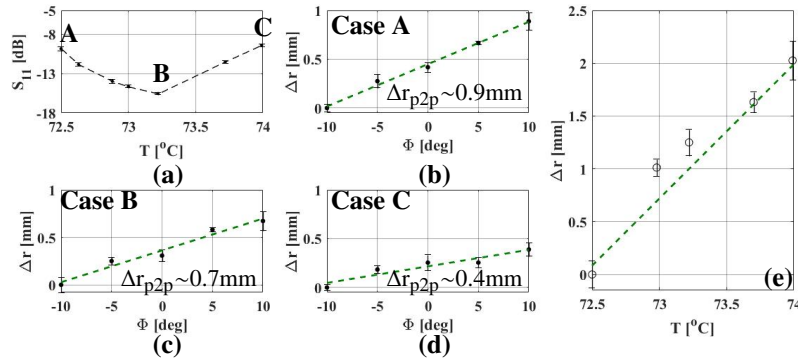 -5
A
C
S11 [dB]
-13
B
-18
72.5
73
73.5
74
T [°C]
(a)
1
Case A
Δr [mm]
0.5
Δrp2p~0.9mm
0
-10
-5
0
5
10
Φ [deg]
(b)
1
Case B
Δr [mm]
0.5
Δrp2p~0.7mm
0
-10
-5
0
5
10
Φ [deg]
(c)
1
Case C
Δr [mm]
0.5
Δrp2p~0.4mm
0
-10
-5
0
5
10
Φ [deg]
(d)
2.5
2
1.5
Δr [mm]
1
0.5
0
(e)
72.5
73
73.5
74
T [°C]